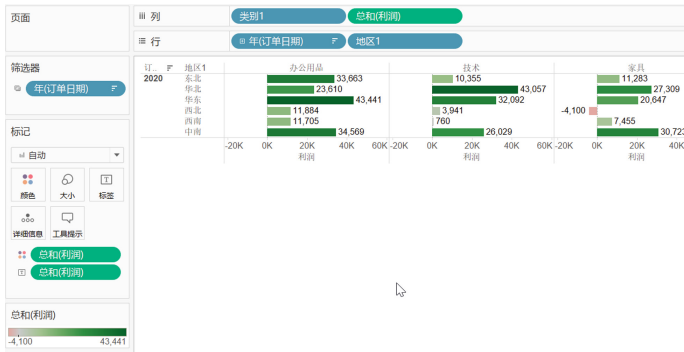 页面
列 类别1 总和(利润)
行 年(订单日期) 地区1
筛选器
年(订单日期)
标记
自动
颜色 大小 标签
详细信息 工具提示
总和(利润)
总和(利润)
总和(利润)
-4,100 43,441
订.. 地区1 办公用品 技术 家具
2020 东北 33,663 10,355 11,283
华北 23,610 43,057 27,309
华东 43,441 32,092 20,647
西北 11,884 3,941 -4,100
西南 11,705 760 7,455
中南 34,569 26,029 30,723
-20K 0K 20K 40K 60K -20K 0K 20K 40K 60K -20K 0K 20K 40K
利润 利润 利润